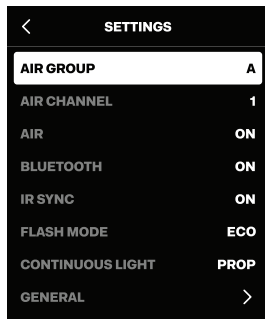 SETTINGS
AIR GROUP A
AIR CHANNEL 1
AIR ON
BLUETOOTH ON
IR SYNC ON
FLASH MODE ECO
CONTINUOUS LIGHT PROP
GENERAL